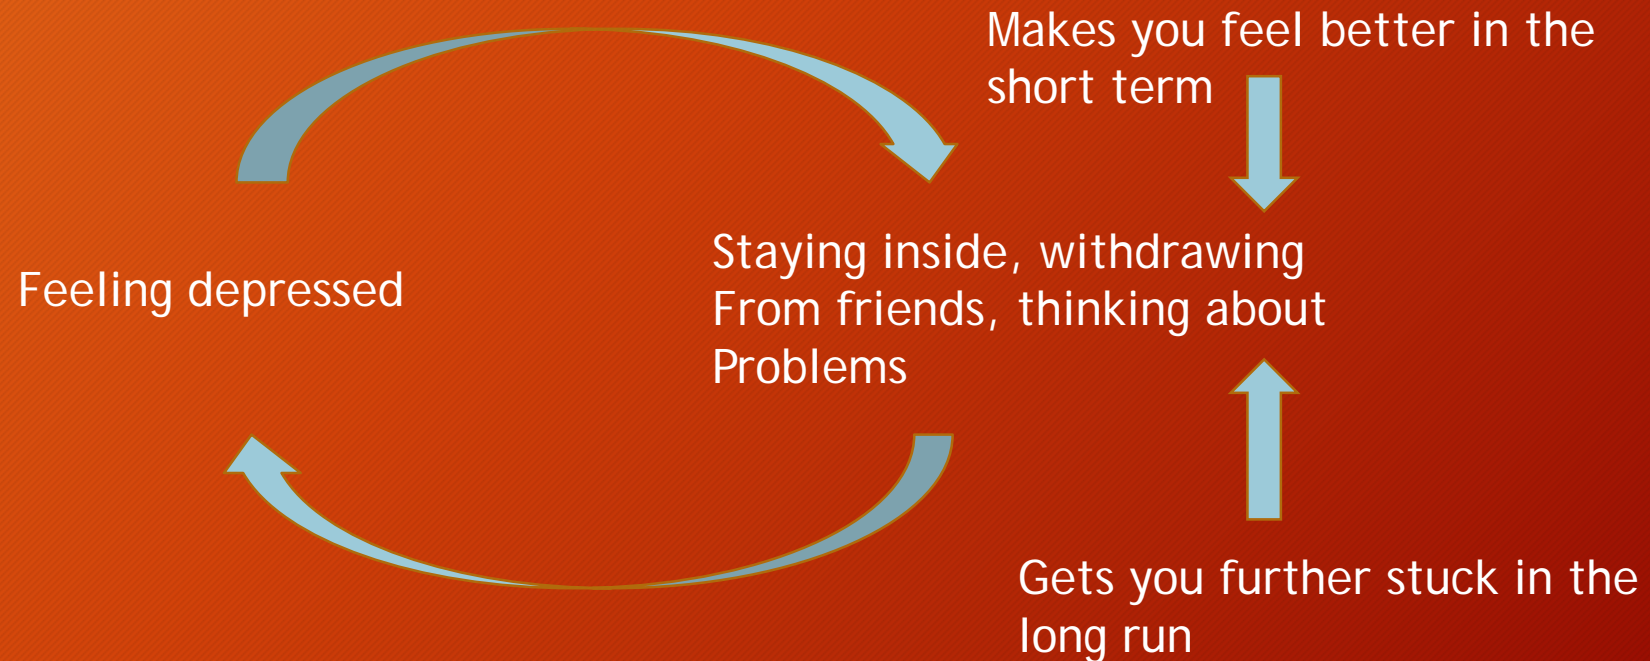 Makes you feel better in the
short term
Feeling depressed
Staying inside, withdrawing
From friends, thinking about
Problems
Gets you further stuck in the
long run